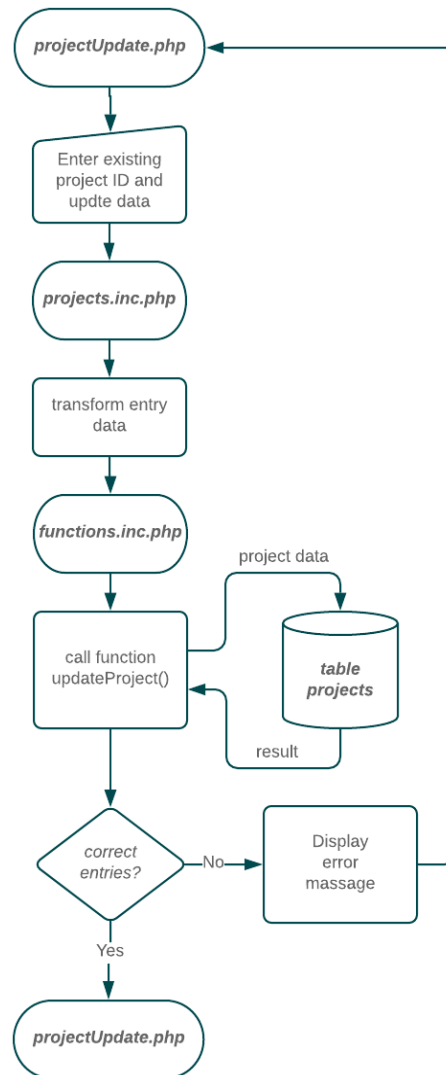 projectUpdate.php
Enter existing
project ID and
updte data
projects.inc.php
transform entry
data
functions.inc.php
project data
call function
updateProject()
table
projects
result
correct
entries?
No
Display
error
massage
Yes
projectUpdate.php